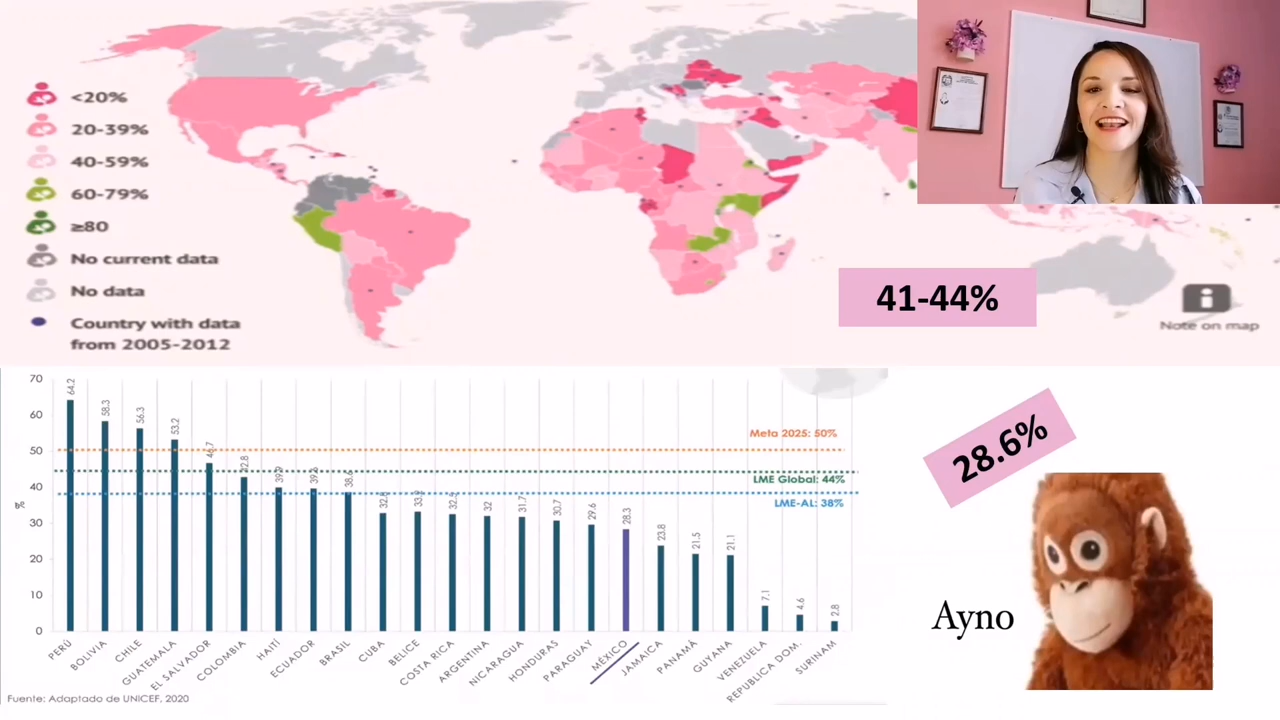 <20%
20-39%
40-59%
60-79%
≥80
No current data
No data
Country with data
from 2005-2012
41-44%
Note on map
70
60
50
40
30
20
10
0
%
64.2
58.3
56.3
53.2
46.7
42.8
39.9
39.6
38.6
32.8
33.2
32.5
32
31.7
30.7
29.6
28.3
23.8
21.5
21.1
7.1
4.6
2.8
Meta 2025: 50%
LME Global: 44%
LME-AL: 38%
PERÚ
BOLIVIA
CHILE
GUATEMALA
EL SALVADOR
COLOMBIA
HAITÍ
ECUADOR
BRASIL
CUBA
BELICE
COSTA RICA
ARGENTINA
NICARAGUA
HONDURAS
PARAGUAY
MÉXICO
JAMAICA
PANAMÁ
GUYANA
VENEZUELA
REPUBLICA DOM.
SURINAM
Fuente: Adaptado de UNICEF, 2020
28.6%
Ayno